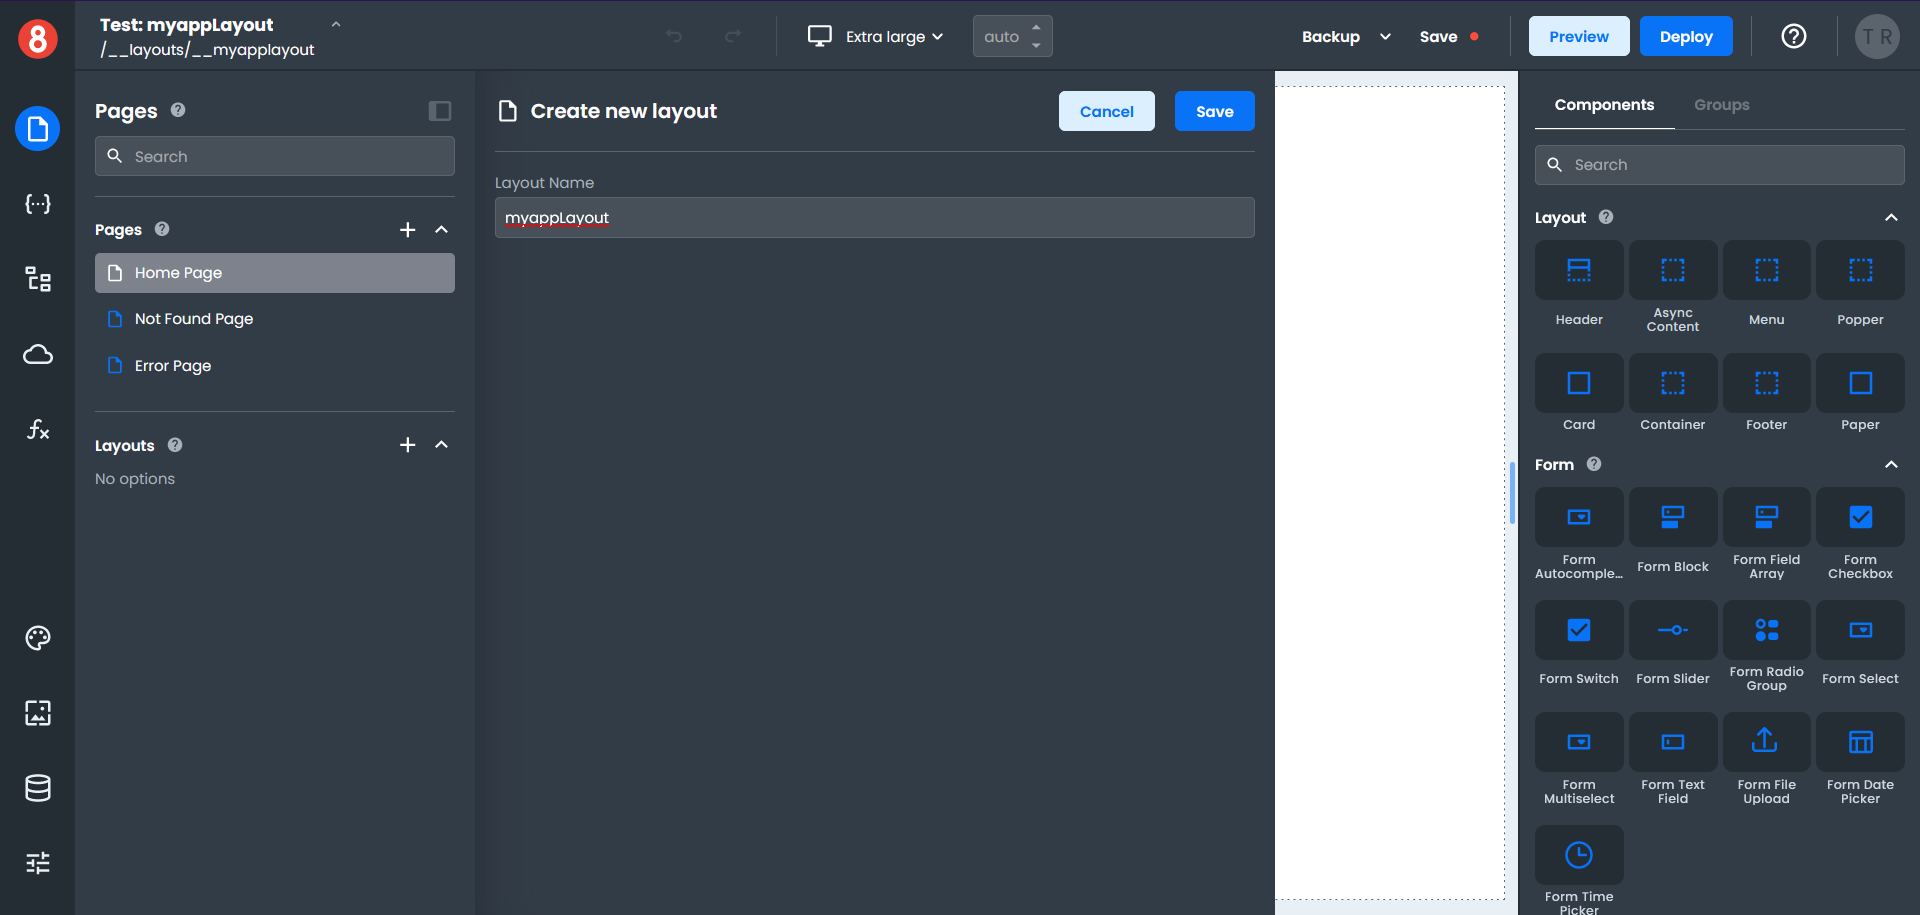 8
Test: myappLayout
/__layouts/__myapplayout
Extra large
auto
Backup
Save
Preview
Deploy
T R
Pages
Search
Pages
Home Page
Not Found Page
Error Page
Layouts
No options
Create new layout
Cancel
Save
Layout Name
myappLayout
Components
Groups
Search
Layout
Header
Async
Content
Menu
Popper
Card
Container
Footer
Paper
Form
Form
Autocomple...
Form Block
Form Field
Array
Form
Checkbox
Form Switch
Form Slider
Form Radio
Group
Form Select
Form
Multiselect
Form Text
Field
Form File
Upload
Form Date
Picker
Form Time
Picker